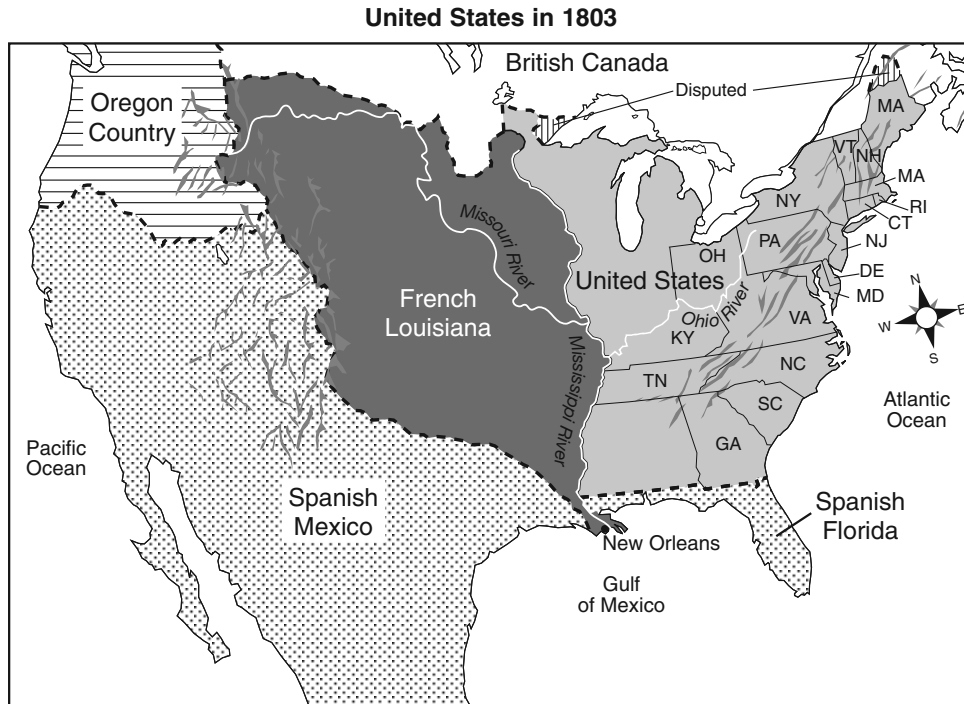 United States in 1803
British Canada
Disputed
Oregon
Country
MA
VT
NH
MA
NY
RI
CT
PA
NJ
OH
Missouri River
United States
DE
MD
French
Louisiana
Ohio River
VA
KY
N
E
W
S
TN
NC
Mississippi River
SC
Atlantic
Ocean
GA
Pacific
Ocean
Spanish
Mexico
Spanish
Florida
New Orleans
Gulf
of Mexico